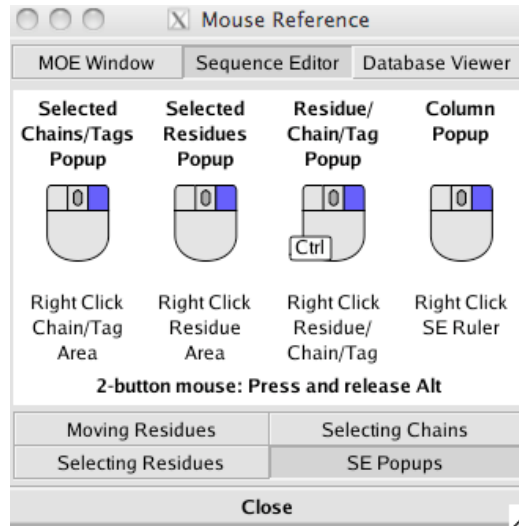 X Mouse Reference
MOE Window Sequence Editor Database Viewer
Selected Selected Residue/ Column
Chains/Tags Residues Chain/Tag Popup
Popup Popup Popup
Ctrl
Right Click Right Click Right Click Right Click
Chain/Tag Residue Residue/ SE Ruler
Area Area Chain/Tag
2-button mouse: Press and release Alt
Moving Residues Selecting Chains
Selecting Residues SE Popups
Close